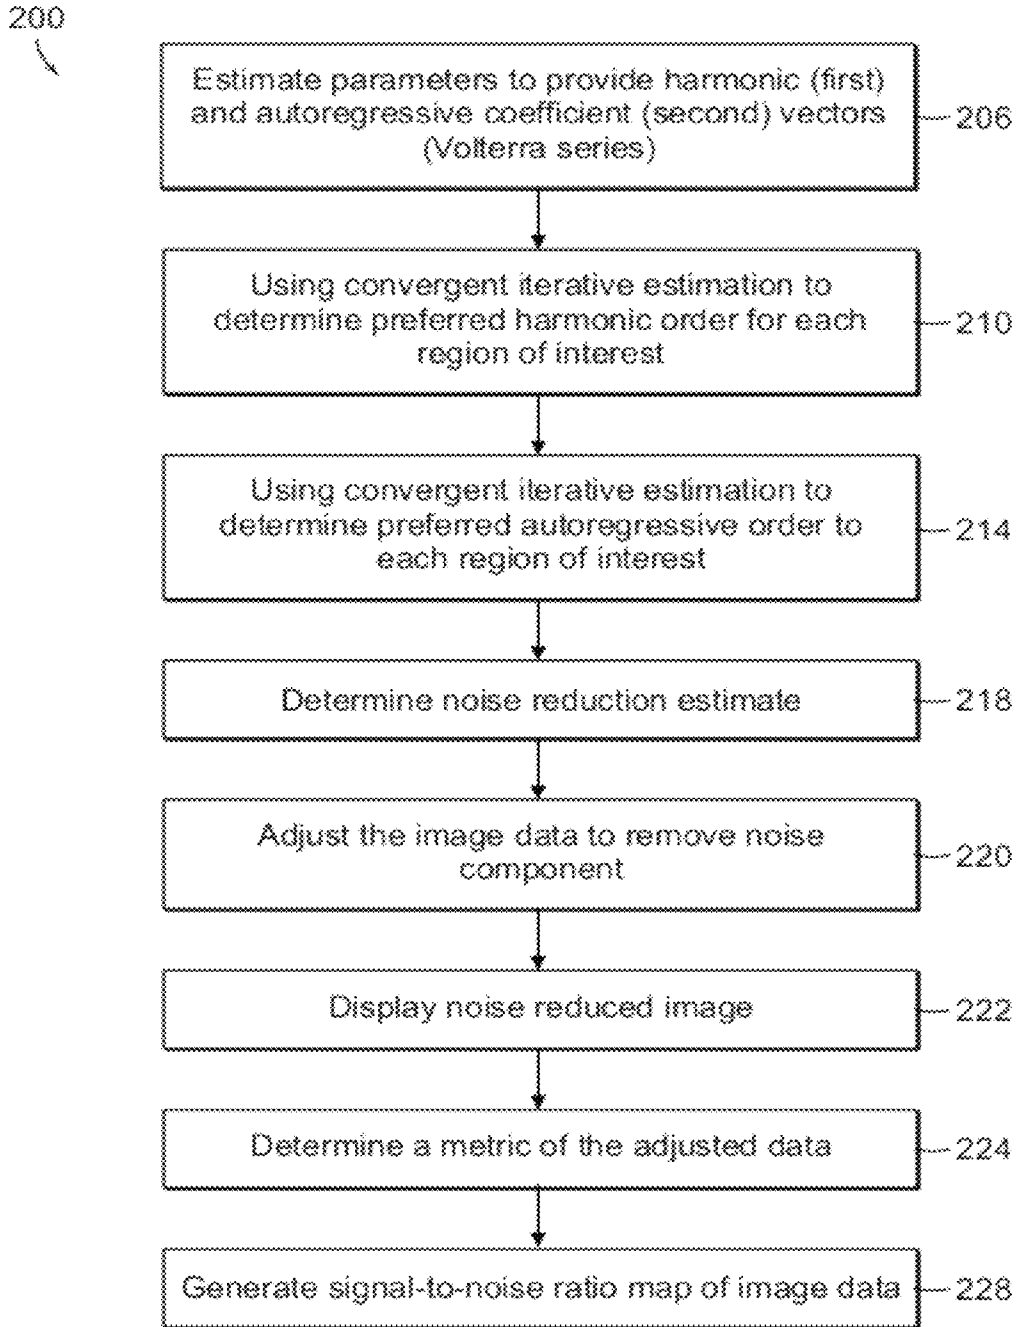 200
Estimate parameters to provide harmonic (first)
and autoregressive coefficient (second) vectors
(Volterra series)
206
Using convergent iterative estimation to
determine preferred harmonic order for each
region of interest
210
Using convergent iterative estimation to
determine preferred autoregressive order to
each region of interest
214
Determine noise reduction estimate
218
Adjust the image data to remove noise
component
220
Display noise reduced image
222
Determine a metric of the adjusted data
224
Generate signal-to-noise ratio map of image data
228